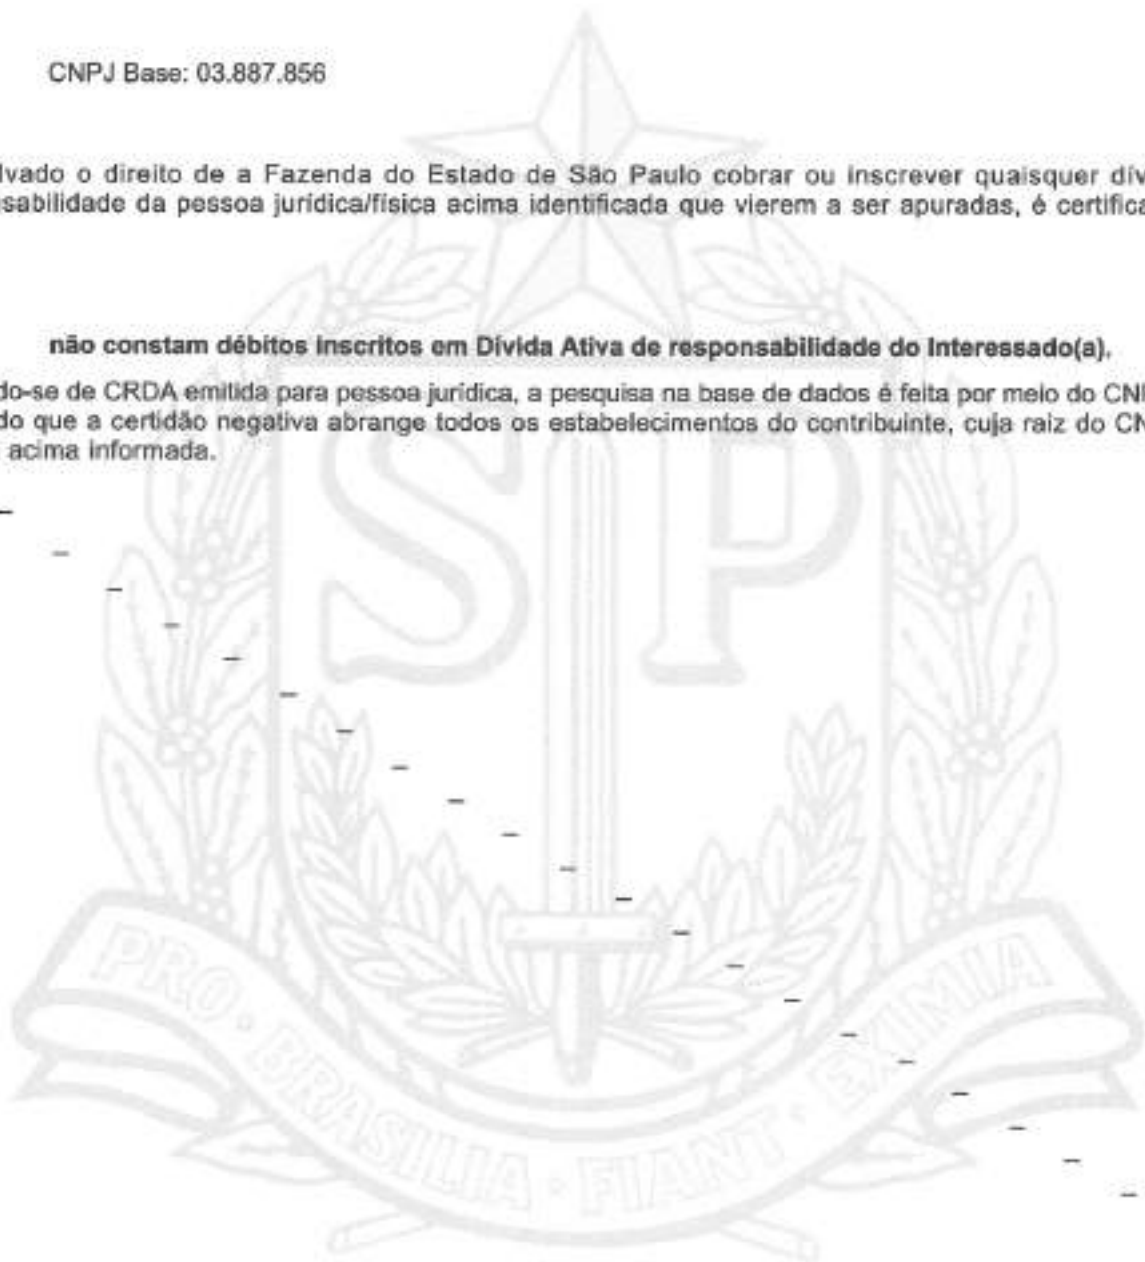 CNPJ Base: 03.887.856
lvado o direito de a Fazenda do Estado de São Paulo cobrar ou inscrever quaisquer dív
sabilidade da pessoa jurídica/física acima identificada que vierem a ser apuradas, é certifica
não constam débitos inscritos em Dívida Ativa de responsabilidade do Interessado(a).
do-se de CRDA emitida para pessoa jurídica, a pesquisa na base de dados é feita por meio do CN
do que a certidão negativa abrange todos os estabelecimentos do contribuinte, cuja raiz do CN
acima informada.
SP
PRO · BRASILIA · FIANT · EXIMIA